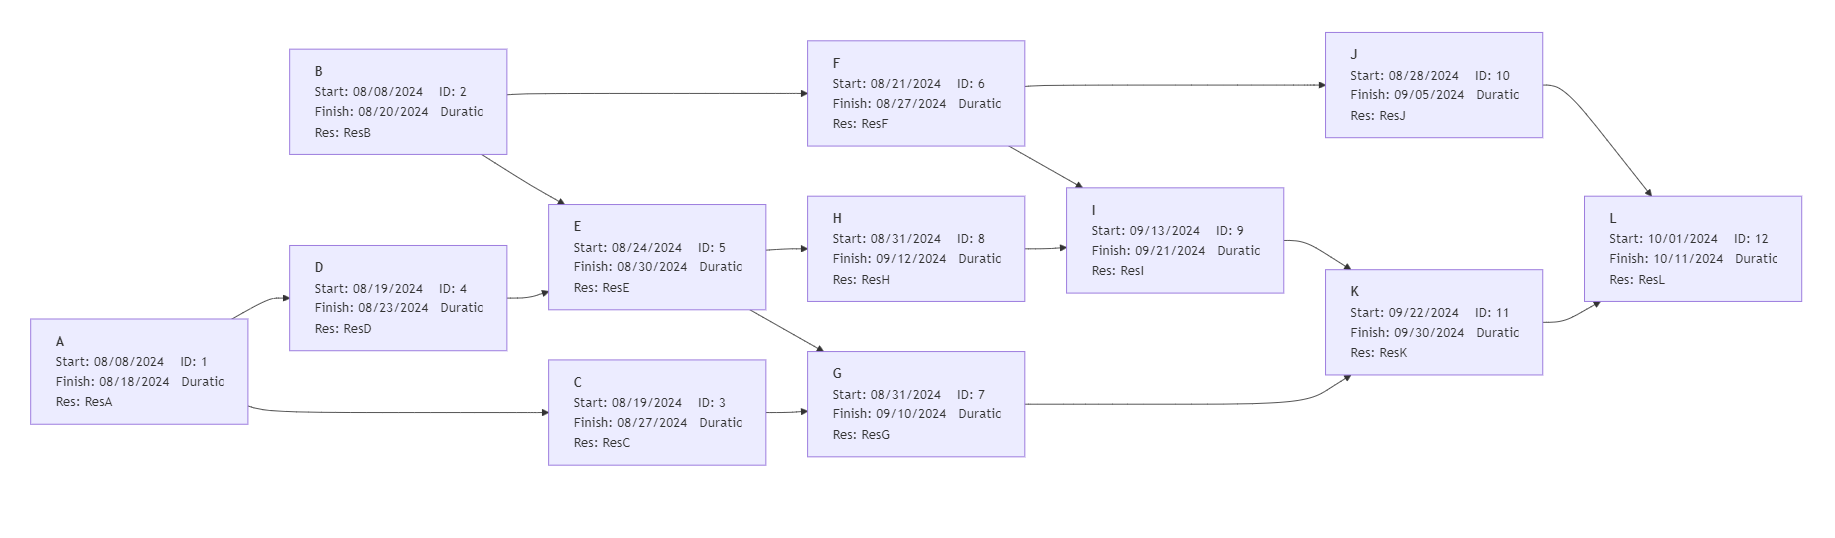 B
Start: 08/08/2024 ID: 2
Finish: 08/20/2024 Duratic
Res: ResB
F
Start: 08/21/2024 ID: 6
Finish: 08/27/2024 Duratic
Res: ResF
J
Start: 08/28/2024 ID: 10
Finish: 09/05/2024 Duratic
Res: ResJ
E
Start: 08/24/2024 ID: 5
Finish: 08/30/2024 Duratic
Res: ResE
H
Start: 08/31/2024 ID: 8
Finish: 09/12/2024 Duratic
Res: ResH
I
Start: 09/13/2024 ID: 9
Finish: 09/21/2024 Duratic
Res: ResI
L
Start: 10/01/2024 ID: 12
Finish: 10/11/2024 Duratic
Res: ResL
D
Start: 08/19/2024 ID: 4
Finish: 08/23/2024 Duratic
Res: ResD
K
Start: 09/22/2024 ID: 11
Finish: 09/30/2024 Duratic
Res: ResK
A
Start: 08/08/2024 ID: 1
Finish: 08/18/2024 Duratic
Res: ResA
C
Start: 08/19/2024 ID: 3
Finish: 08/27/2024 Duratic
Res: ResC
G
Start: 08/31/2024 ID: 7
Finish: 09/10/2024 Duratic
Res: ResG